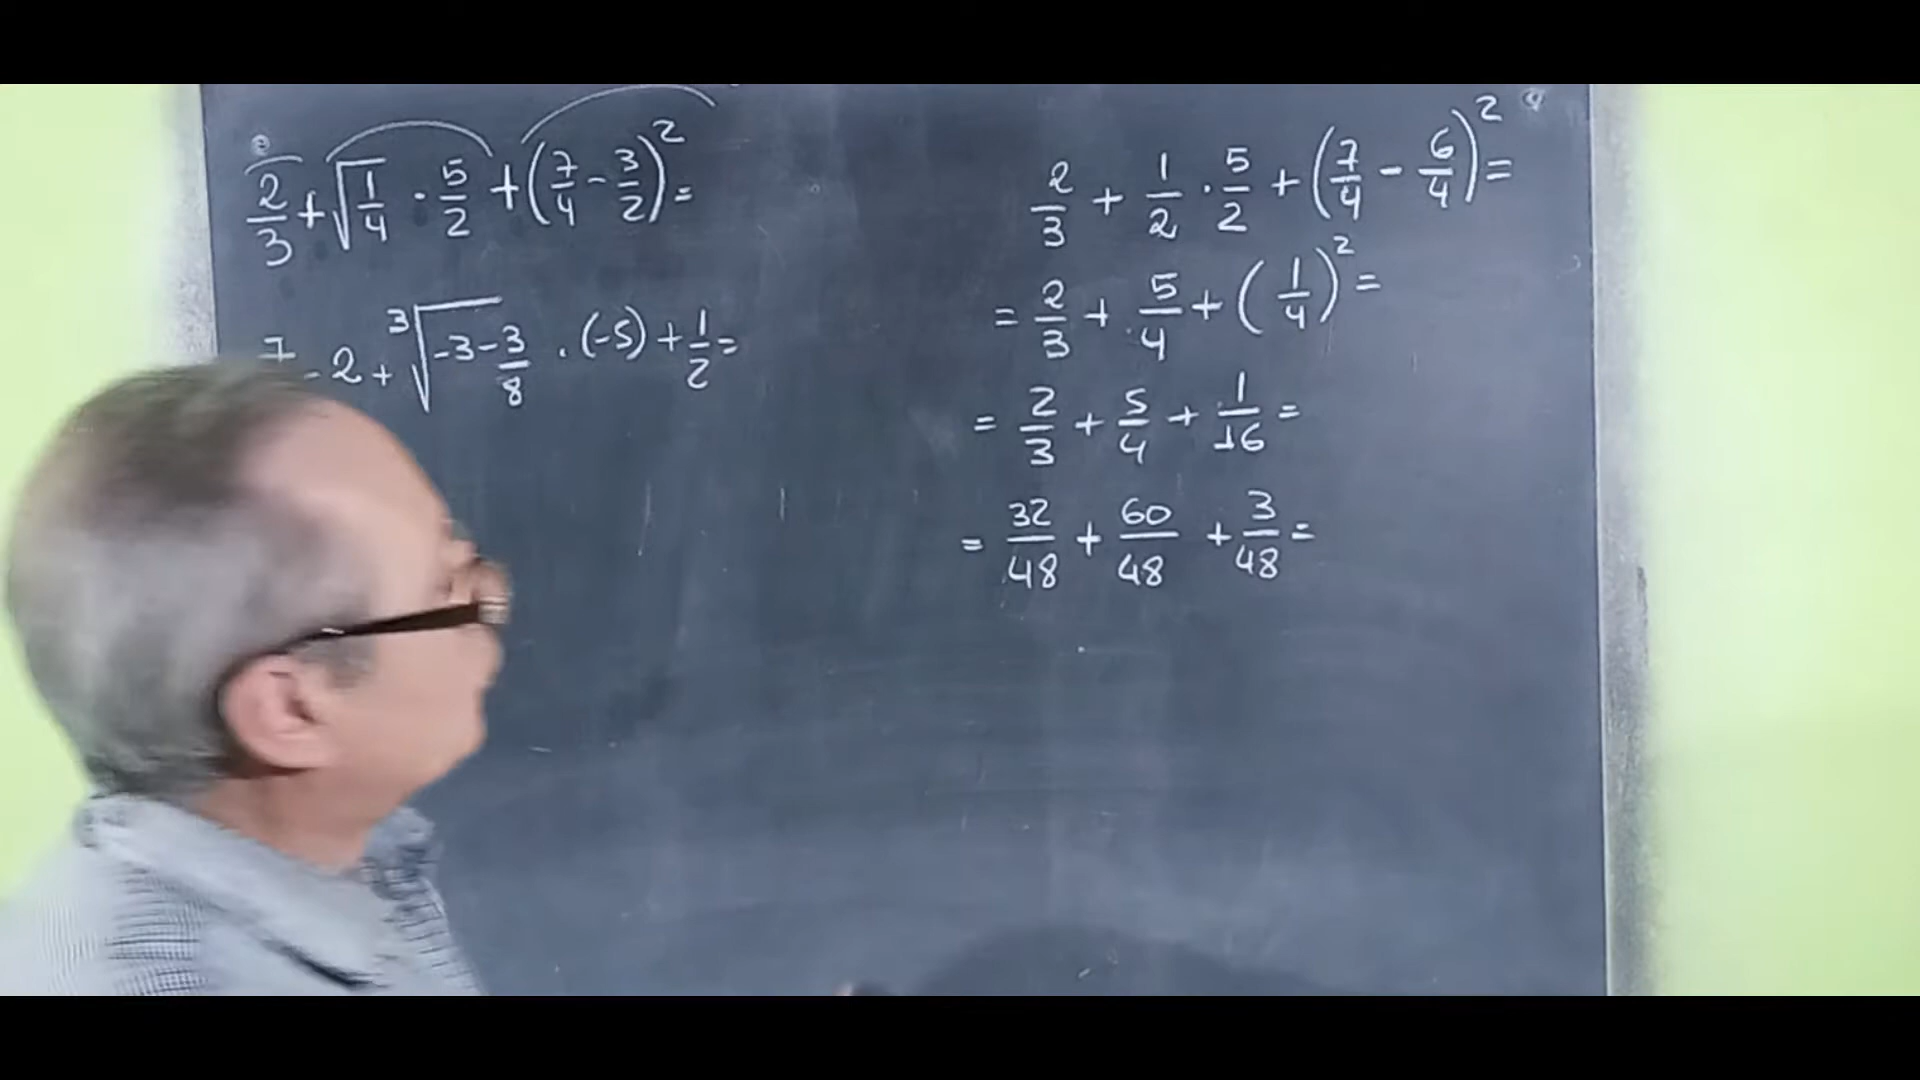 2/3 + √(1/4) · 5/2 + (7/4 - 3/2)² =
- 2 + ³√(-3 - 3/8) · (-5) + 1/2 =
2/3 + 1/2 · 5/2 + (7/4 - 6/4)² =
= 2/3 + 5/4 + (1/4)² =
= 2/3 + 5/4 + 1/16 =
= 32/48 + 60/48 + 3/48 =